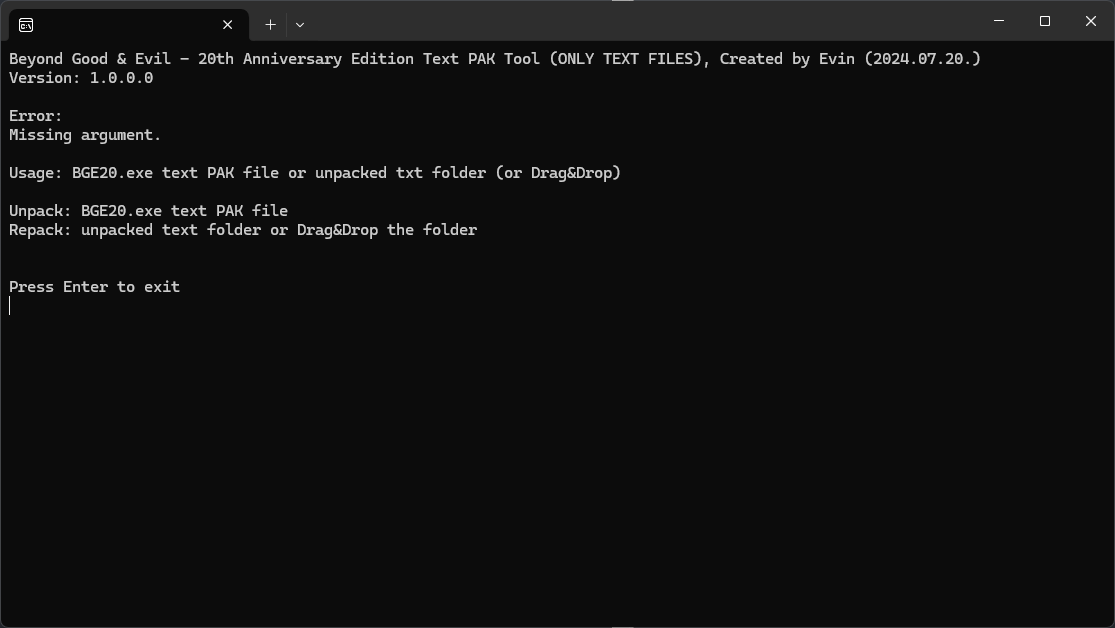 Beyond Good & Evil - 20th Anniversary Edition Text PAK Tool (ONLY TEXT FILES), Created by Evin (2024.07.20.)
Version: 1.0.0.0
Error:
Missing argument.
Usage: BGE20.exe text PAK file or unpacked txt folder (or Drag&Drop)
Unpack: BGE20.exe text PAK file
Repack: unpacked text folder or Drag&Drop the folder
Press Enter to exit